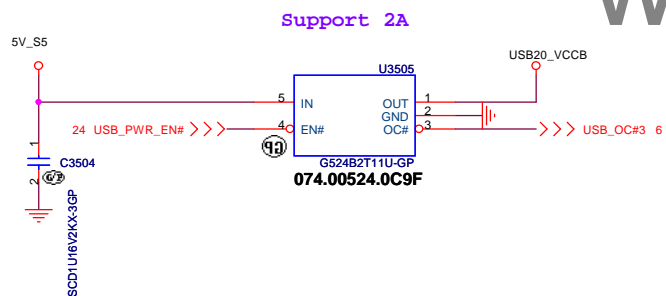 Support 2A
5V_S5
USB20_VCCB
U3505
5 IN OUT 1
GND 2
24 USB_PWR_EN# 4 EN# OC# 3 USB_OC#3 6
GP
1
C3504
2
G524B2T11U-GP
074.00524.0C9F
SCD1U16V2KX-3GP